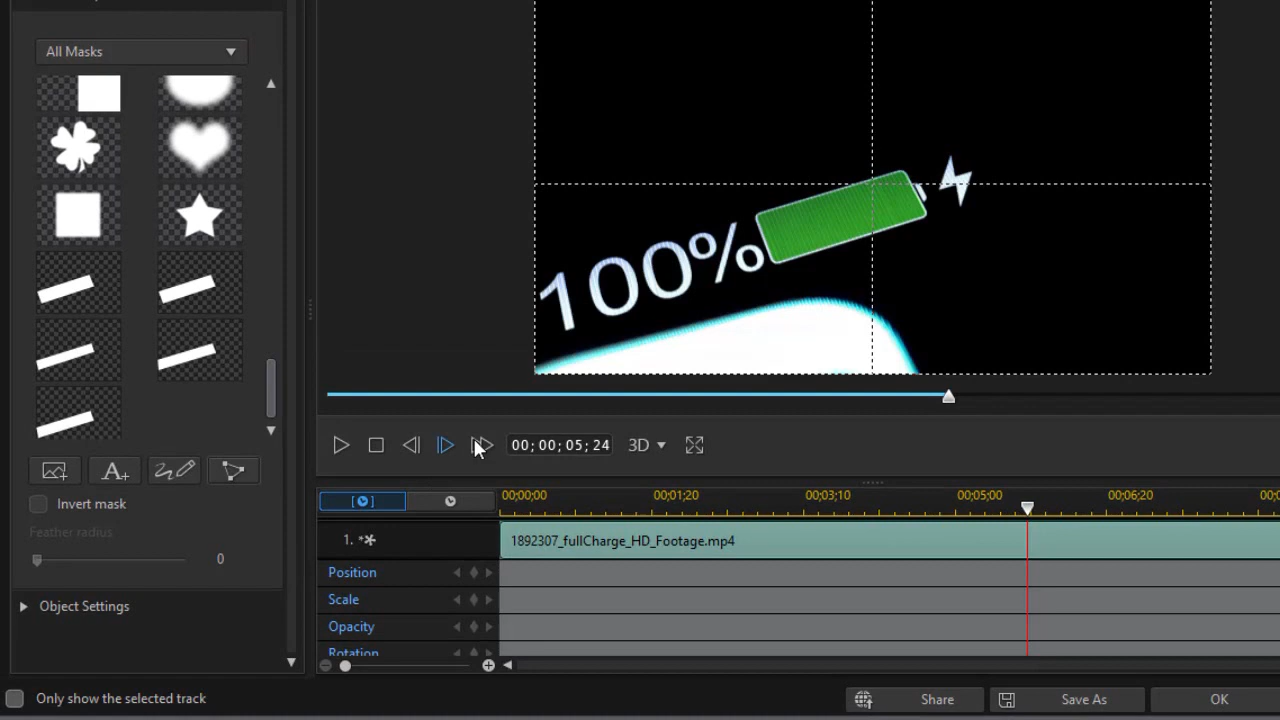 All Masks
100%
00;00;05;24
3D
00;00;00 00;01;20 00;03;10 00;05;00 00;06;20
Invert mask
1. 1892307_fullCharge_HD_Footage.mp4
Feather radius
0
Position
Scale
Object Settings
Opacity
Rotation
Only show the selected track
Share
Save As
OK